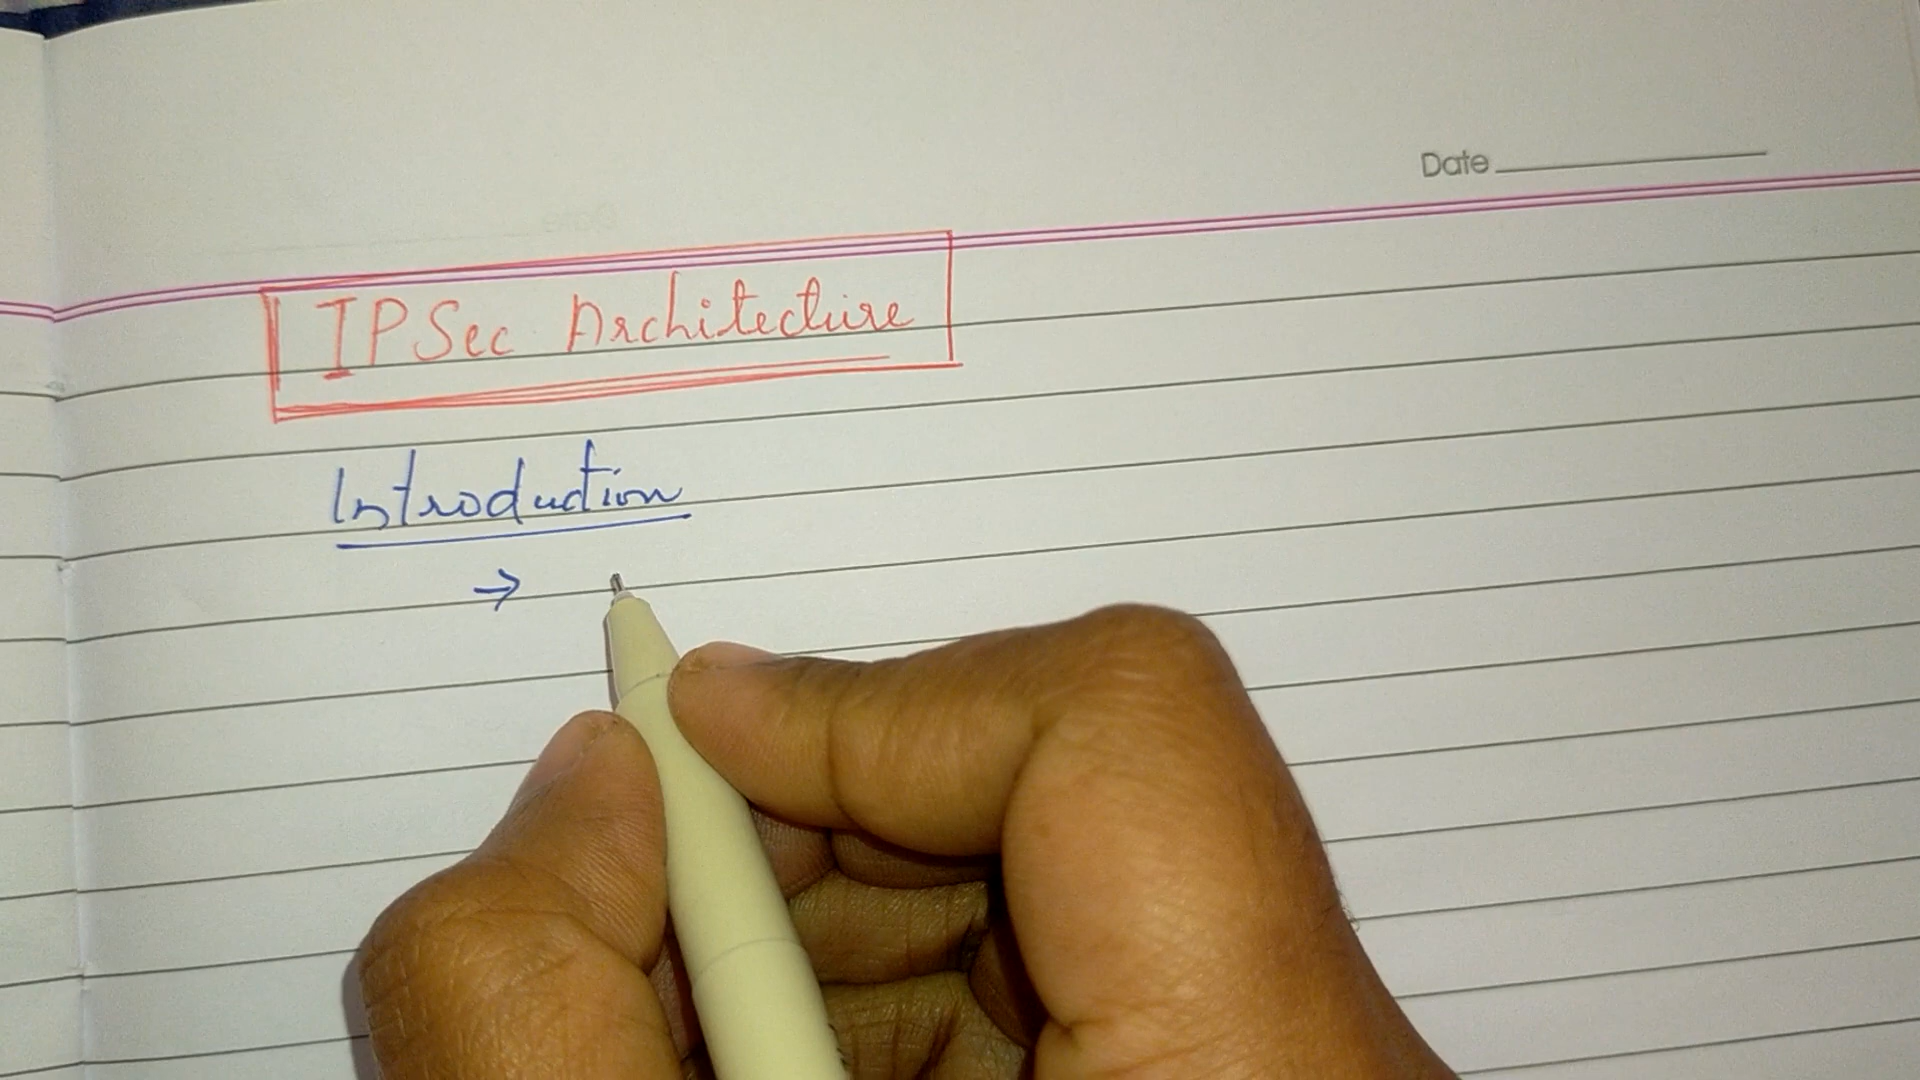 Date
IPSec Architecture
Introduction
→